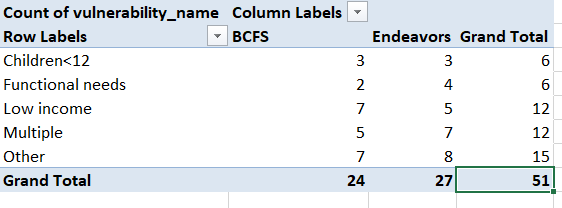 Count of vulnerability_name Column Labels
Row Labels BCFS Endeavors Grand Total
Children<12 3 3 6
Functional needs 2 4 6
Low income 7 5 12
Multiple 5 7 12
Other 7 8 15
Grand Total 24 27 51